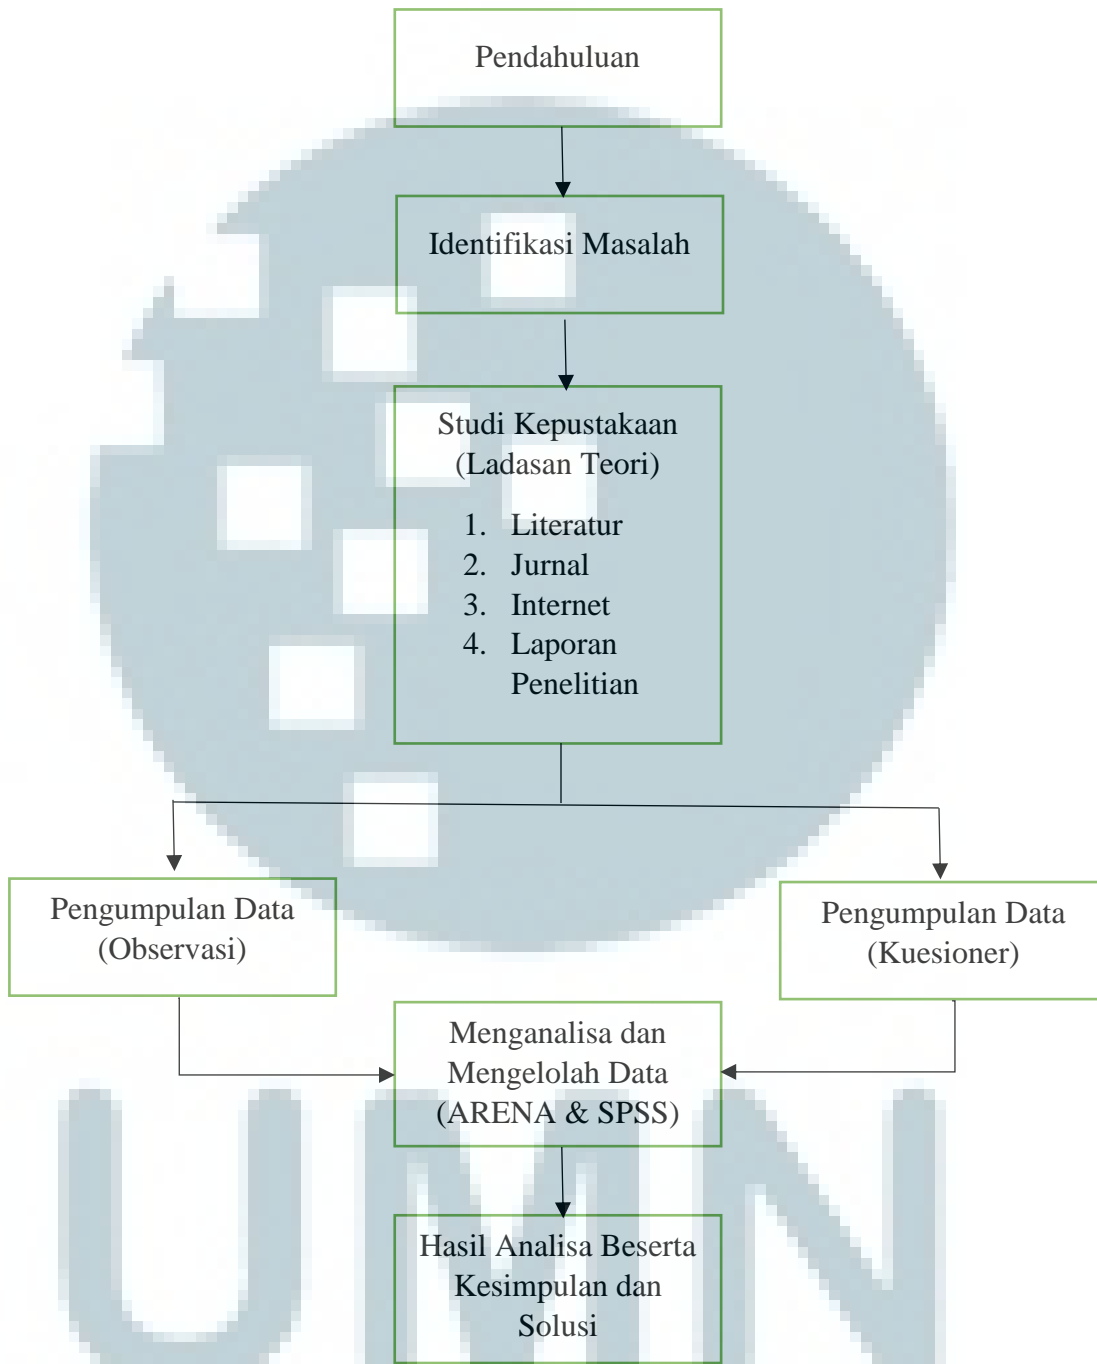 Pendahuluan
Identifikasi Masalah
Studi Kepustakaan
(Ladasan Teori)
1. Literatur
2. Jurnal
3. Internet
4. Laporan
Penelitian
Pengumpulan Data
(Observasi)
Pengumpulan Data
(Kuesioner)
Menganalisa dan
Mengelolah Data
(ARENA & SPSS)
Hasil Analisa Beserta
Kesimpulan dan
Solusi
UMN